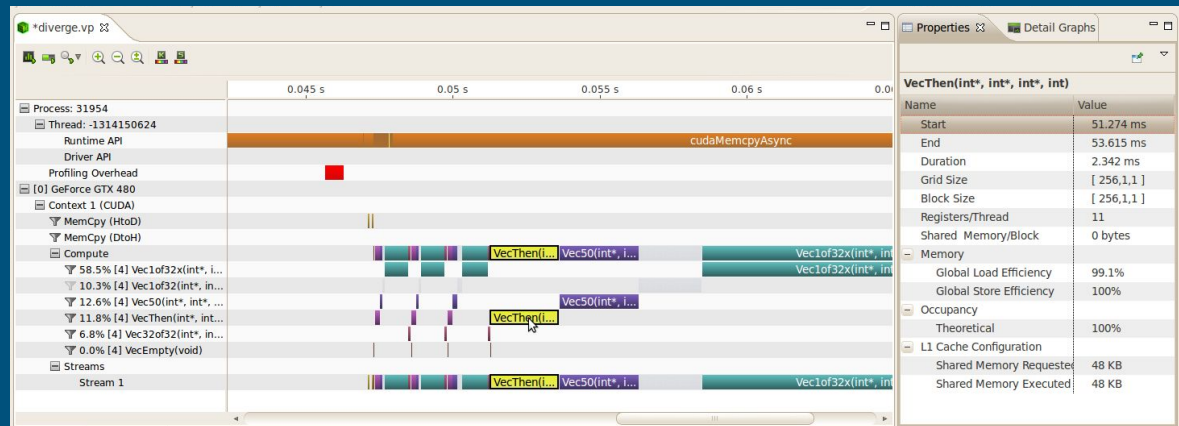 *diverge.vp
0.045 s 0.05 s 0.055 s 0.06 s 0.0
Process: 31954
Thread: -1314150624
Runtime API cudaMemcpyAsync
Driver API
Profiling Overhead
[0] GeForce GTX 480
Context 1 (CUDA)
MemCpy (HtoD)
MemCpy (DtoH)
Compute VecThen(i... Vec50(int*, i... Vec1of32x(int*, int
58.5% [4] Vec1of32x(int*, i... Vec1of32x(int*, int
10.3% [4] Vec1of32(int*, in...
12.6% [4] Vec50(int*, int*, ... Vec50(int*, i...
11.8% [4] VecThen(int*, int... VecThen(i...
6.8% [4] Vec32of32(int*, in...
0.0% [4] VecEmpty(void)
Streams
Stream 1 VecThen(i... Vec50(int*, i... Vec1of32x(int*, int
Properties Detail Graphs
VecThen(int*, int*, int*, int)
Name Value
Start 51.274 ms
End 53.615 ms
Duration 2.342 ms
Grid Size [ 256,1,1 ]
Block Size [ 256,1,1 ]
Registers/Thread 11
Shared Memory/Block 0 bytes
Memory
Global Load Efficiency 99.1%
Global Store Efficiency 100%
Occupancy
Theoretical 100%
L1 Cache Configuration
Shared Memory Requested 48 KB
Shared Memory Executed 48 KB